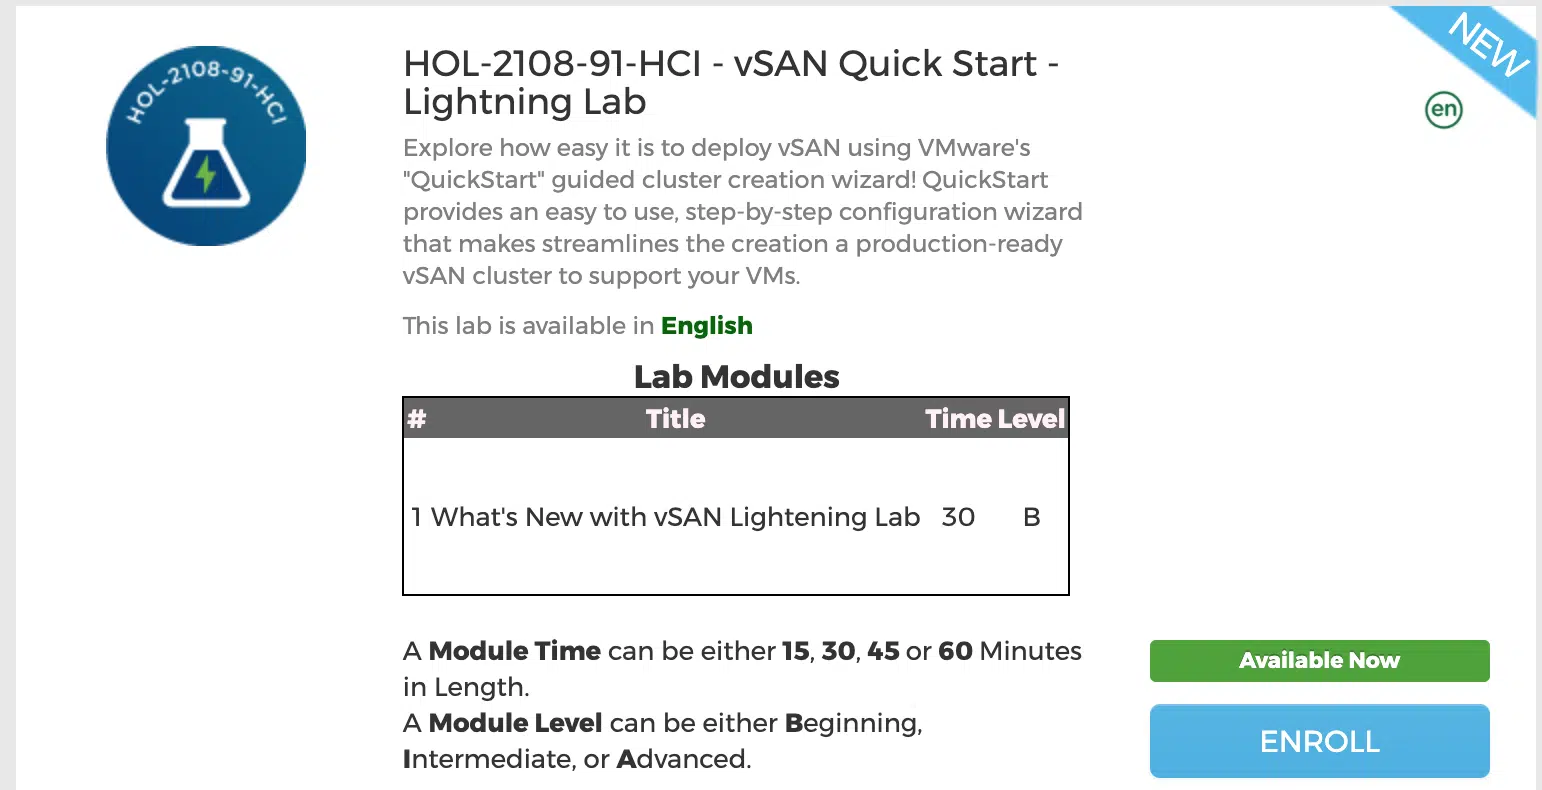 NEW
HOL-2108-91-HCI
HOL-2108-91-HCI - vSAN Quick Start -
Lightning Lab
en
Explore how easy it is to deploy vSAN using VMware's
"QuickStart" guided cluster creation wizard! QuickStart
provides an easy to use, step-by-step configuration wizard
that makes streamlines the creation a production-ready
vSAN cluster to support your VMs.
This lab is available in English
Lab Modules
# Title Time Level
1 What's New with vSAN Lightening Lab 30 B
A Module Time can be either 15, 30, 45 or 60 Minutes
in Length.
A Module Level can be either Beginning,
Intermediate, or Advanced.
Available Now
ENROLL